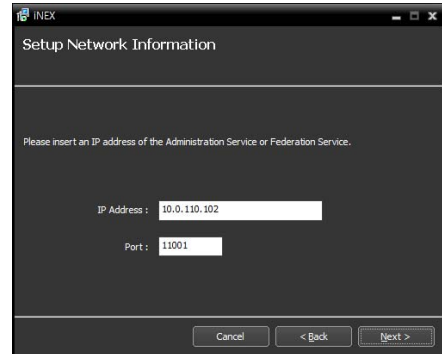 iNEX
Setup Network Information
Please insert an IP address of the Administration Service or Federation Service.
IP Address : 10.0.110.102
Port : 11001
Cancel < Back Next >